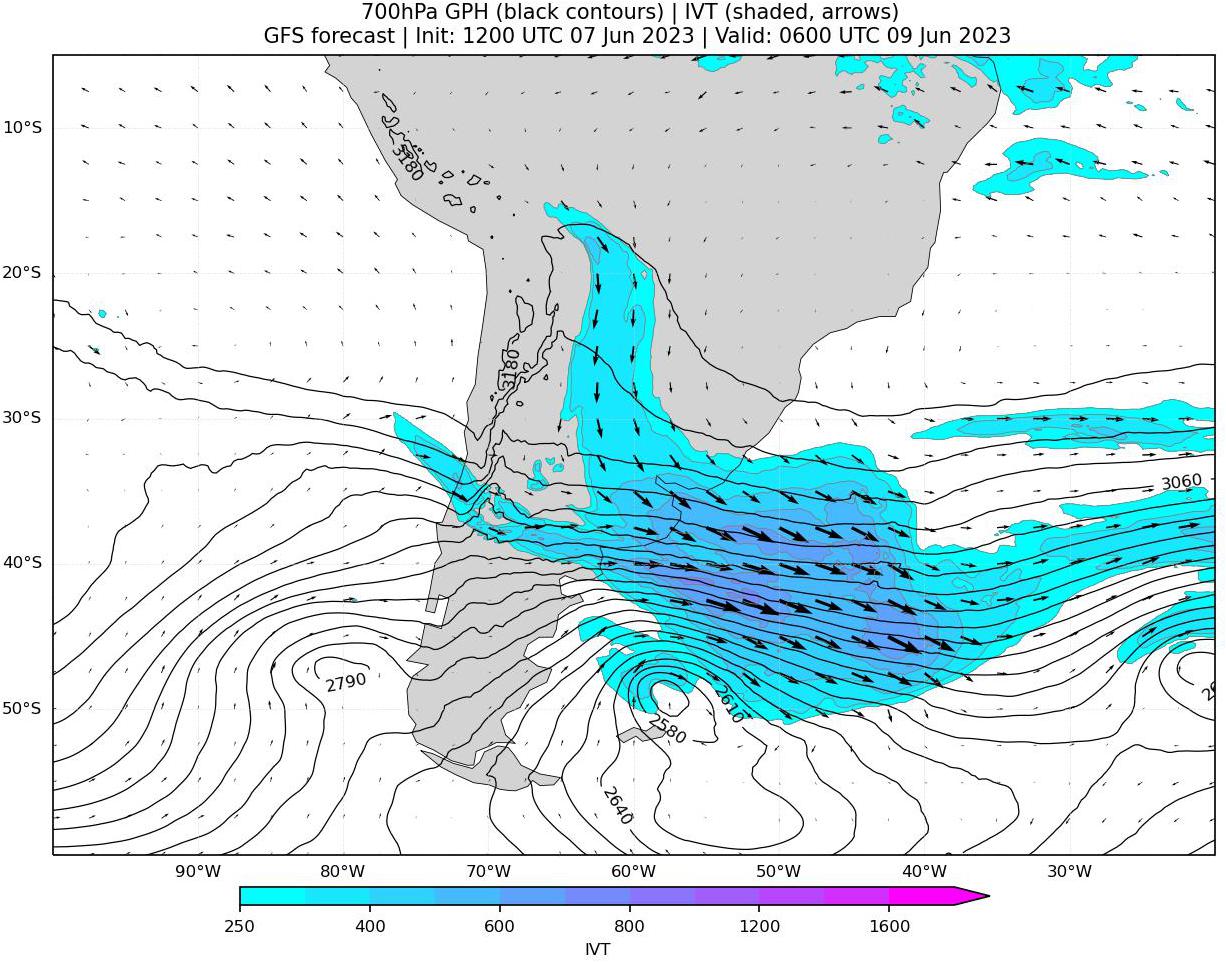 700hPa GPH (black contours) | IVT (shaded, arrows)
GFS forecast | Init: 1200 UTC 07 Jun 2023 | Valid: 0600 UTC 09 Jun 2023
10°S
3180
20°S
3180
30°S
3060
40°S
2790
2610
50°S
2580
2640
90°W 80°W 70°W 60°W 50°W 40°W 30°W
250 400 600 800 1200 1600
IVT